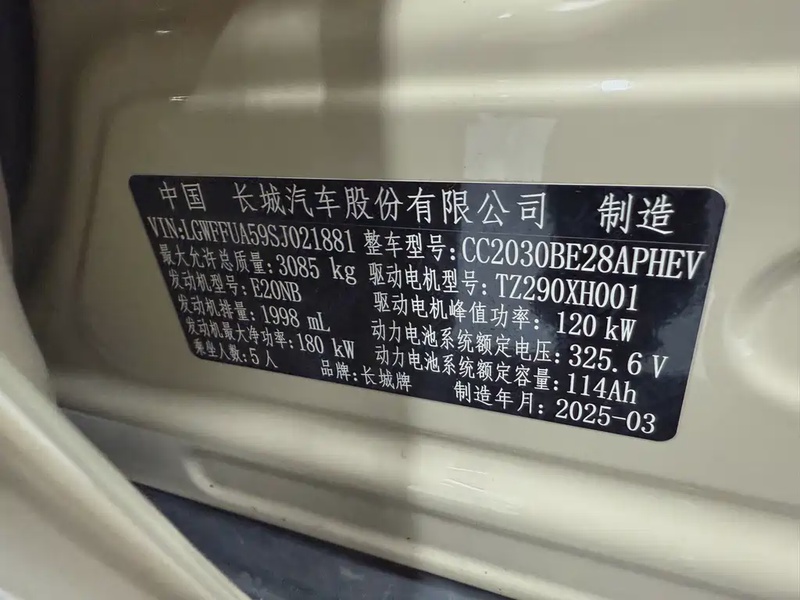 中国 长城汽车股份有限公司 制造
VIN:LGWFFUA59SJ021881 整车型号:CC2030BE28APHEV
最大允许总质量:3085 kg 驱动电机型号:TZ290XH001
发动机型号:E20NB 驱动电机峰值功率:120 kW
发动机排量:1998 mL 动力电池系统额定电压:325.6 V
发动机最大净功率:180 kW 动力电池系统额定容量:114Ah
乘坐人数:5 人 品牌:长城牌 制造年月:2025-03